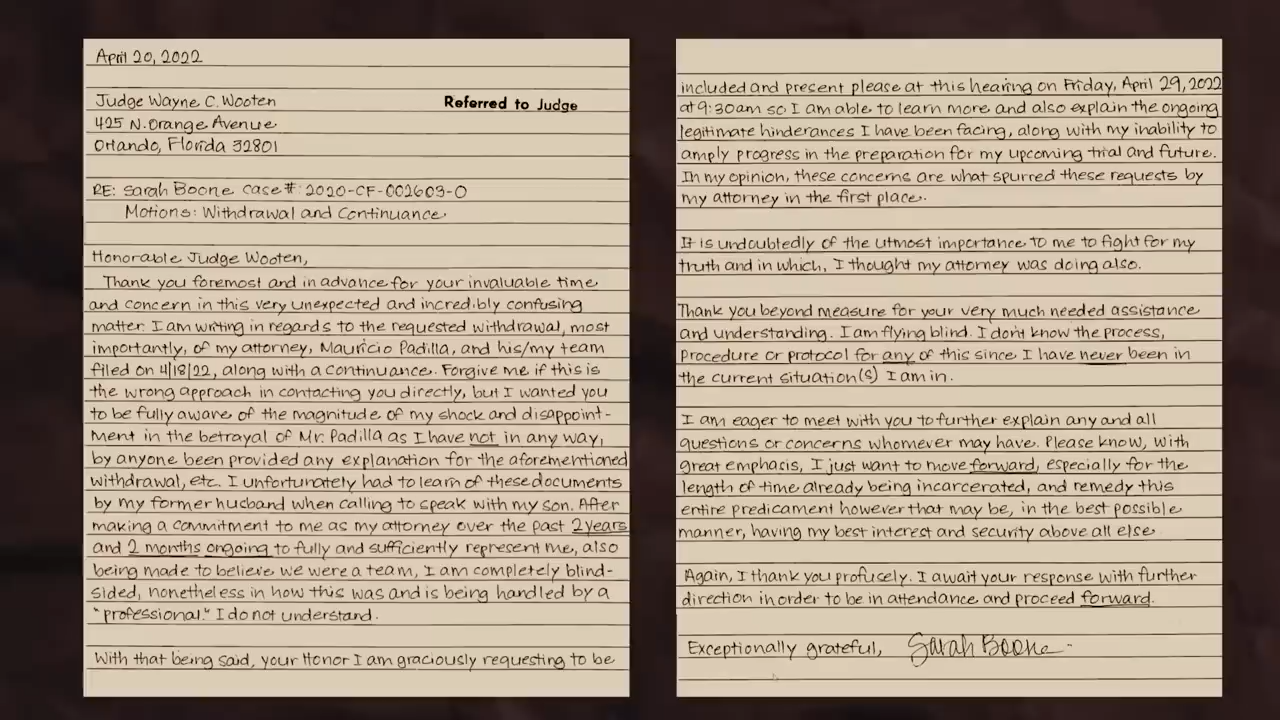 April 20, 2022
Judge Wayne C. Wooten
Referred to Judge
425 N. Orange Avenue
Orlando, Florida 32801
RE: Sarah Boone Case #: 2020-CF-002603-O
Motions: Withdrawal and Continuance
Honorable Judge Wooten,
Thank you foremost and in advance for your invaluable time
and concern in this very unexpected and incredibly confusing
matter. I am writing in regards to the requested withdrawal, most
importantly, of my attorney, Mauricio Padilla, and his/my team
filed on 4/18/22, along with a continuance. Forgive me if this is
the wrong approach in contacting you directly, but I wanted you
to be fully aware of the magnitude of my shock and disappoint-
ment in the betrayal of Mr. Padilla as I have not in any way,
by anyone been provided any explanation for the aforementioned
withdrawal, etc. I unfortunately had to learn of these documents
by my former husband when calling to speak with my son. After
making a commitment to me as my attorney over the past 2 years
and 2 months ongoing to fully and sufficiently represent me, also
being made to believe we were a team, I am completely blind-
sided, nonetheless in how this was and is being handled by a
"professional." I do not understand.
With that being said, your Honor I am graciously requesting to be
included and present please at this hearing on Friday, April 29, 2022
at 9:30am so I am able to learn more and also explain the ongoing
legitimate hinderances I have been facing, along with my inability to
amply progress in the preparation for my upcoming trial and future.
In my opinion, these concerns are what spurred these requests by
my attorney in the first place.
It is undoubtedly of the utmost importance to me to fight for my
truth and in which, I thought my attorney was doing also.
Thank you beyond measure for your very much needed assistance
and understanding. I am flying blind. I don't know the process,
procedure or protocol for any of this since I have never been in
the current situation(s) I am in.
I am eager to meet with you to further explain any and all
questions or concerns whomever may have. Please know, with
great emphasis, I just want to move forward, especially for the
length of time already being incarcerated, and remedy this
entire predicament however that may be, in the best possible
manner, having my best interest and security above all else.
Again, I thank you profusely. I await your response with further
direction in order to be in attendance and proceed forward.
Exceptionally grateful, Sarah Boone